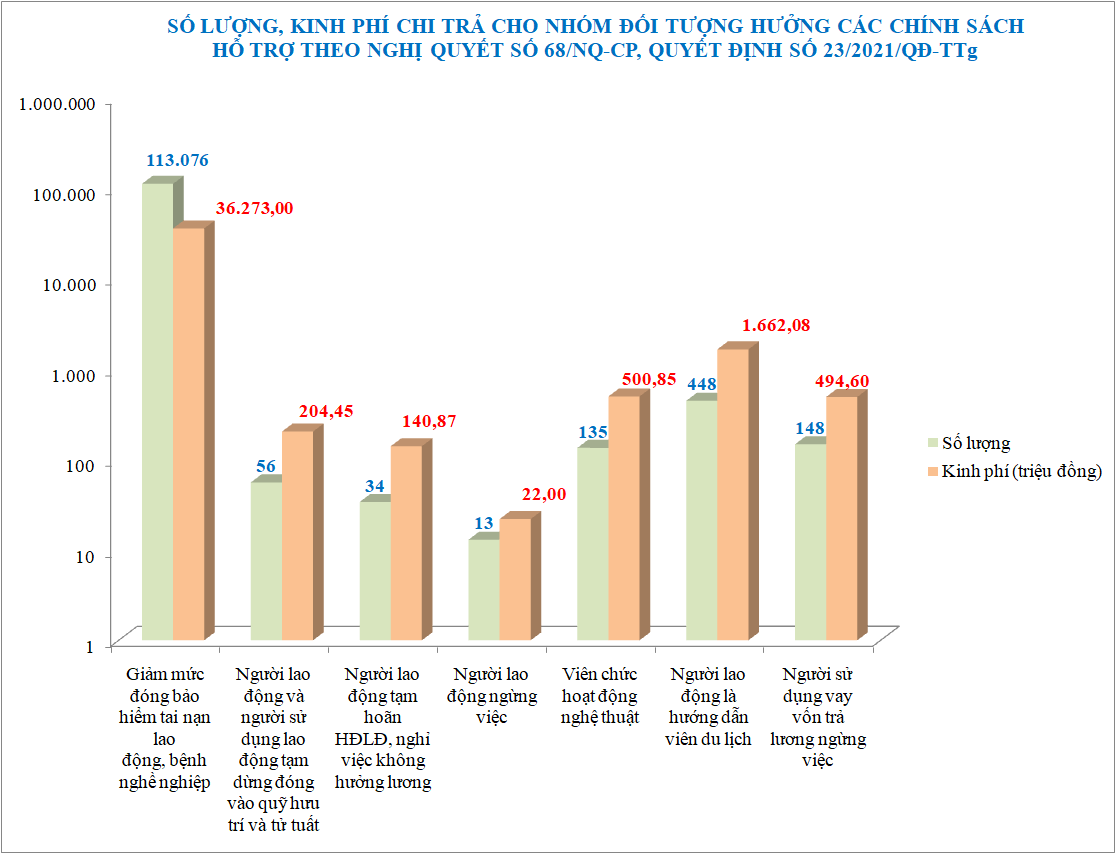 SỐ LƯỢNG, KINH PHÍ CHI TRẢ CHO NHÓM ĐỐI TƯỢNG HƯỞNG CÁC CHÍNH SÁCH
HỖ TRỢ THEO NGHỊ QUYẾT SỐ 68/NQ-CP, QUYẾT ĐỊNH SỐ 23/2021/QĐ-TTg
1.000.000
100.000
10.000
1.000
100
10
1
113.076
36.273,00
56
204,45
34
140,87
13
22,00
135
500,85
448
1.662,08
148
494,60
Số lượng
Kinh phí (triệu đồng)
Giảm mức
đóng bảo
hiểm tai nạn
lao
động, bệnh
nghề nghiệp
Người lao
động và
người sử
dụng lao
động tạm
dừng đóng
vào quỹ hưu
trí và tử tuất
Người lao
động tạm
hoãn
HĐLĐ, nghỉ
việc không
hưởng lương
Người lao
động ngừng
việc
Viên chức
hoạt động
nghệ thuật
Người lao
động là
hướng dẫn
viên du lịch
Người sử
dụng vay
vốn trả
lương ngừng
việc